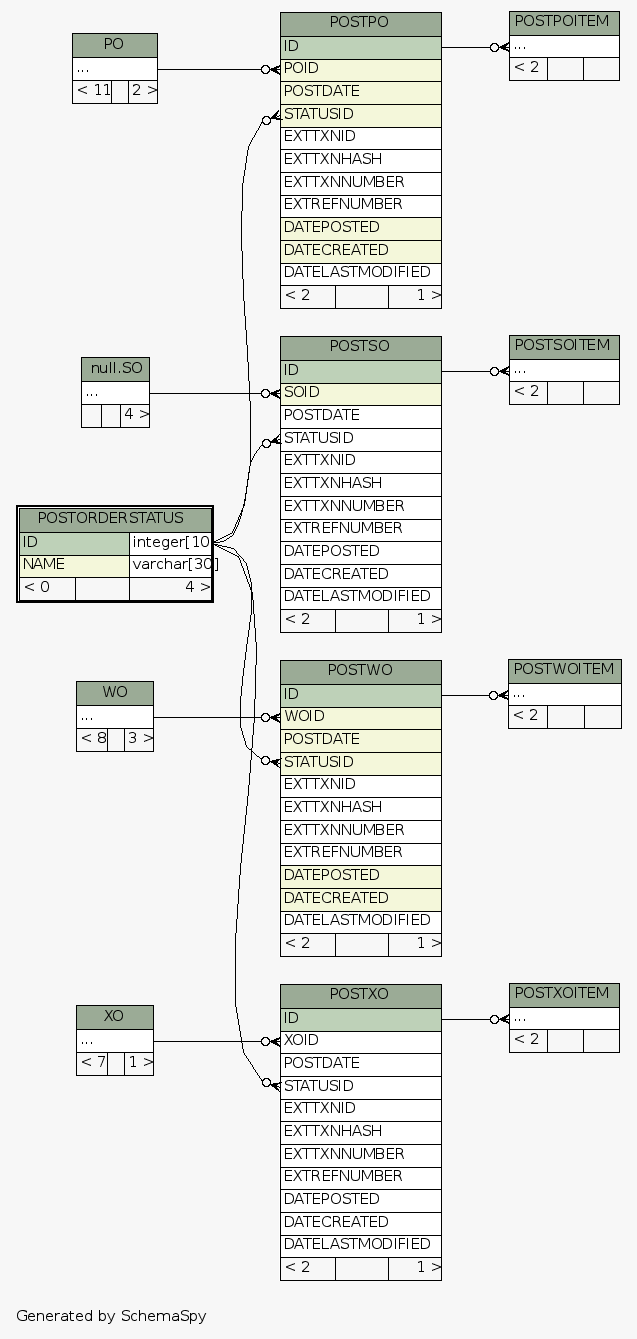 PO
...
< 11 2 >
POSTPO
ID
POID
POSTDATE
STATUSID
EXTTXNID
EXTTXNHASH
EXTTXNNUMBER
EXTREFNUMBER
DATEPOSTED
DATECREATED
DATELASTMODIFIED
< 2 1 >
POSTPOITEM
...
< 2
null.SO
...
4 >
POSTSO
ID
SOID
POSTDATE
STATUSID
EXTTXNID
EXTTXNHASH
EXTTXNNUMBER
EXTREFNUMBER
DATEPOSTED
DATECREATED
DATELASTMODIFIED
< 2 1 >
POSTSOITEM
...
< 2
POSTORDERSTATUS
ID integer[10
NAME varchar[30]
< 0 4 >
WO
...
< 8 3 >
POSTWO
ID
WOID
POSTDATE
STATUSID
EXTTXNID
EXTTXNHASH
EXTTXNNUMBER
EXTREFNUMBER
DATEPOSTED
DATECREATED
DATELASTMODIFIED
< 2 1 >
POSTWOITEM
...
< 2
XO
...
< 7 1 >
POSTXO
ID
XOID
POSTDATE
STATUSID
EXTTXNID
EXTTXNHASH
EXTTXNNUMBER
EXTREFNUMBER
DATEPOSTED
DATECREATED
DATELASTMODIFIED
< 2 1 >
POSTXOITEM
...
< 2
Generated by SchemaSpy